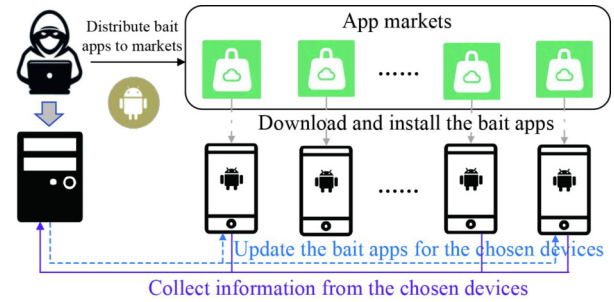 Distribute bait
apps to markets
App markets
......
Download and install the bait apps
......
Update the bait apps for the chosen devices
Collect information from the chosen devices